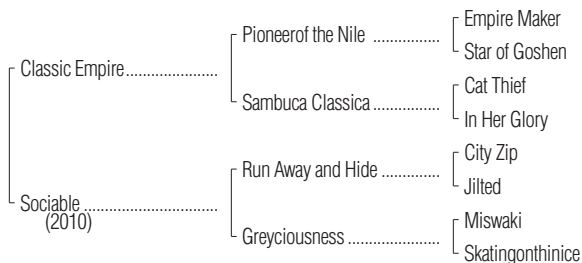 Empire Maker
Pioneerof the Nile ................
Star of Goshen
Classic Empire......................
Cat Thief
Sambuca Classica ................
In Her Glory
City Zip
Run Away and Hide ..............
Jilted
Sociable ................................
(2010)
Miswaki
Greyciousness ......................
Skatingonthinice